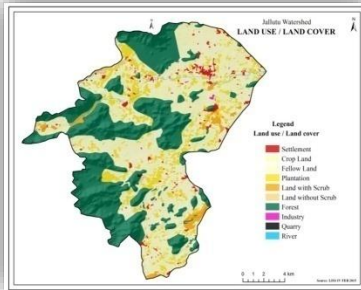 Jallutu Watershed
LAND USE / LAND COVER
N
Legend
Land use / Land cover
Settlement
Crop Land
Fellow Land
Plantation
Land with Scrub
Land without Scrub
Forest
Industry
Quarry
River
0 1 2 4 km